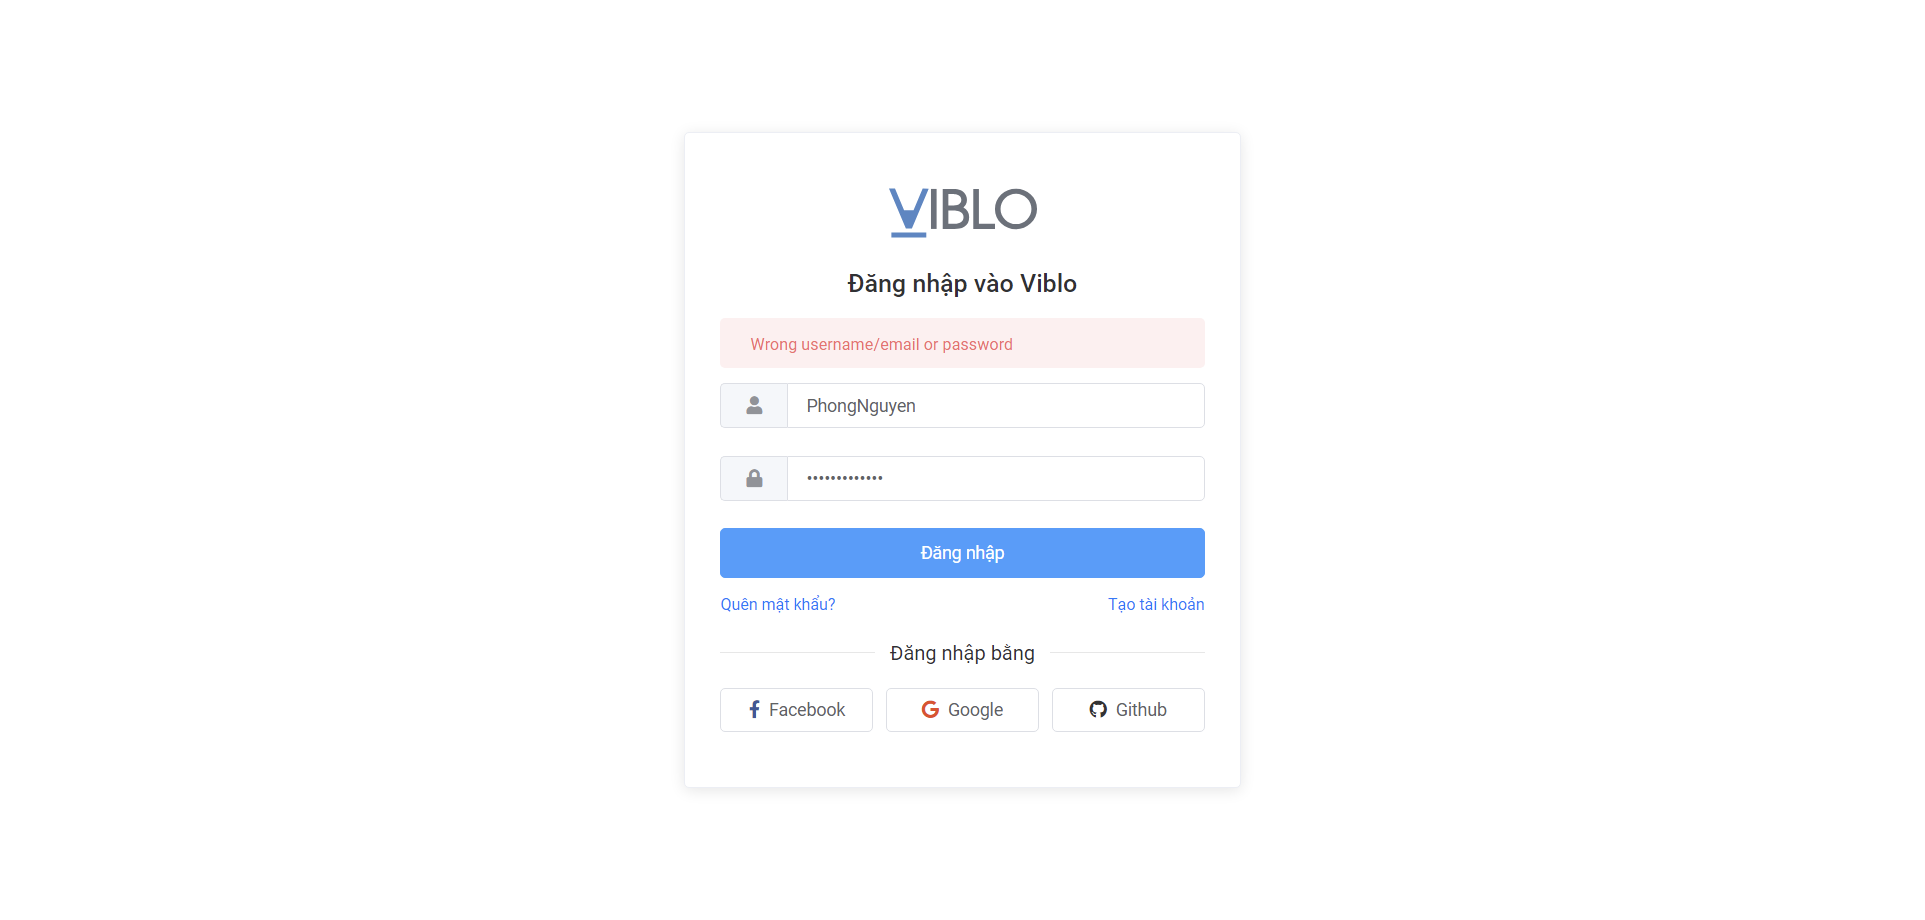 VIBLO
Đăng nhập vào Viblo
Wrong username/email or password
PhongNguyen
•••••••••••••
Đăng nhập
Quên mật khẩu? Tạo tài khoản
Đăng nhập bằng
Facebook Google Github